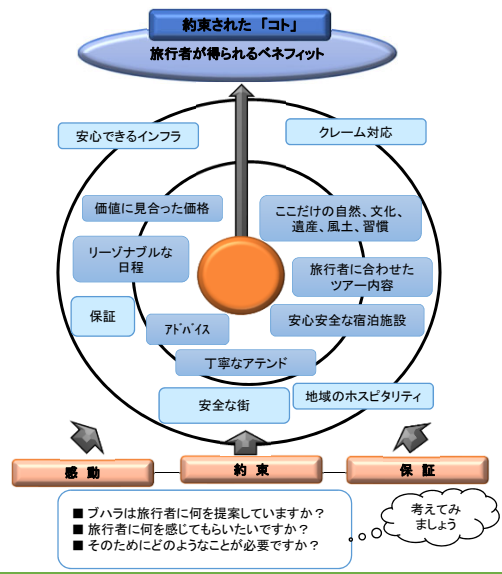 約束された 「コト」
旅行者が得られるベネフィット
安心できるインフラ
クレーム対応
価値に見合った価格
ここだけの自然、文化、
遺産、風土、習慣
リーゾナブルな
日程
旅行者に合わせた
ツアー内容
保証
ｱﾄﾞﾊﾞｲｽ
安心安全な宿泊施設
丁寧なアテンド
安全な街
地域のホスピタリティ
感 動
約 束
保 証
■ ブハラは旅行者に何を提案していますか？
■ 旅行者に何を感じてもらいたいですか？
■ そのためにどのようなことが必要ですか？
考えてみ
ましょう